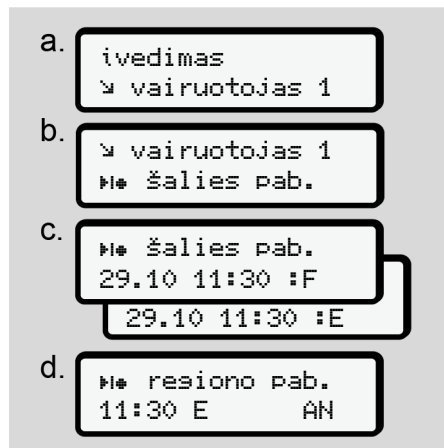 a.
ivedimas
↘ vairuotojas 1
b.
↘ vairuotojas 1
šalies pab.
c.
šalies pab.
29.10 11:30 :F
29.10 11:30 :E
d.
regiono pab.
11:30 E AN